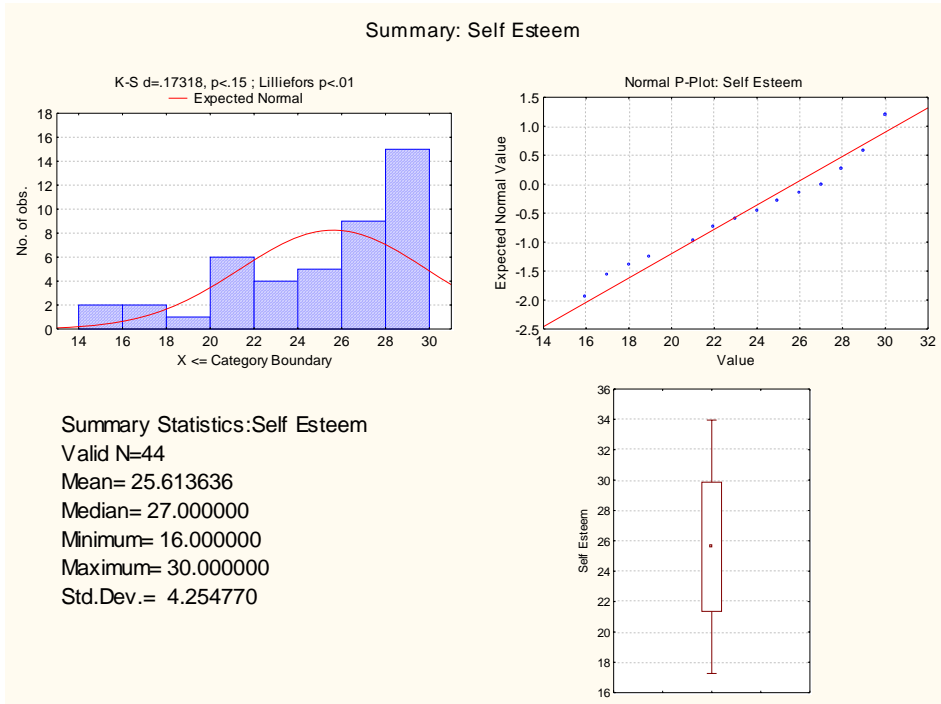 Summary: Self Esteem
K-S d=.17318, p<.15 ; Lilliefors p<.01
Expected Normal
18
16
14
12
10
8
6
4
2
0
No. of obs.
14 16 18 20 22 24 26 28 30
X <= Category Boundary
Normal P-Plot: Self Esteem
1.5
1.0
0.5
0.0
-0.5
-1.0
-1.5
-2.0
-2.5
Expected Normal Value
14 16 18 20 22 24 26 28 30 32
Value
Summary Statistics:Self Esteem
Valid N=44
Mean= 25.613636
Median= 27.000000
Minimum= 16.000000
Maximum= 30.000000
Std.Dev.= 4.254770
36
34
32
30
28
26
24
22
20
18
16
Self Esteem